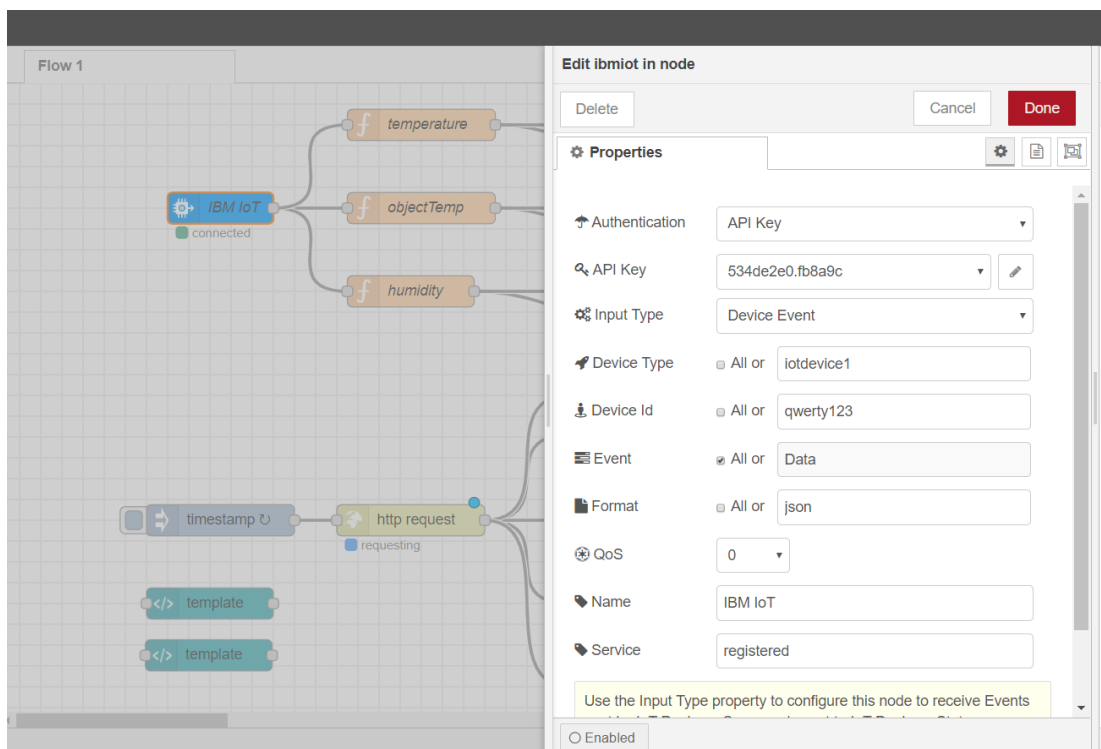 Flow 1
temperature
IBM IoT
connected
objectTemp
humidity
timestamp ↻
http request
requesting
template
template
Edit ibmiot in node
Delete
Cancel
Done
Properties
Authentication
API Key
API Key
534de2e0.fb8a9c
Input Type
Device Event
Device Type
All or
iotdevice1
Device Id
All or
qwerty123
Event
All or
Data
Format
All or
json
QoS
0
Name
IBM IoT
Service
registered
Use the Input Type property to configure this node to receive Events
Enabled